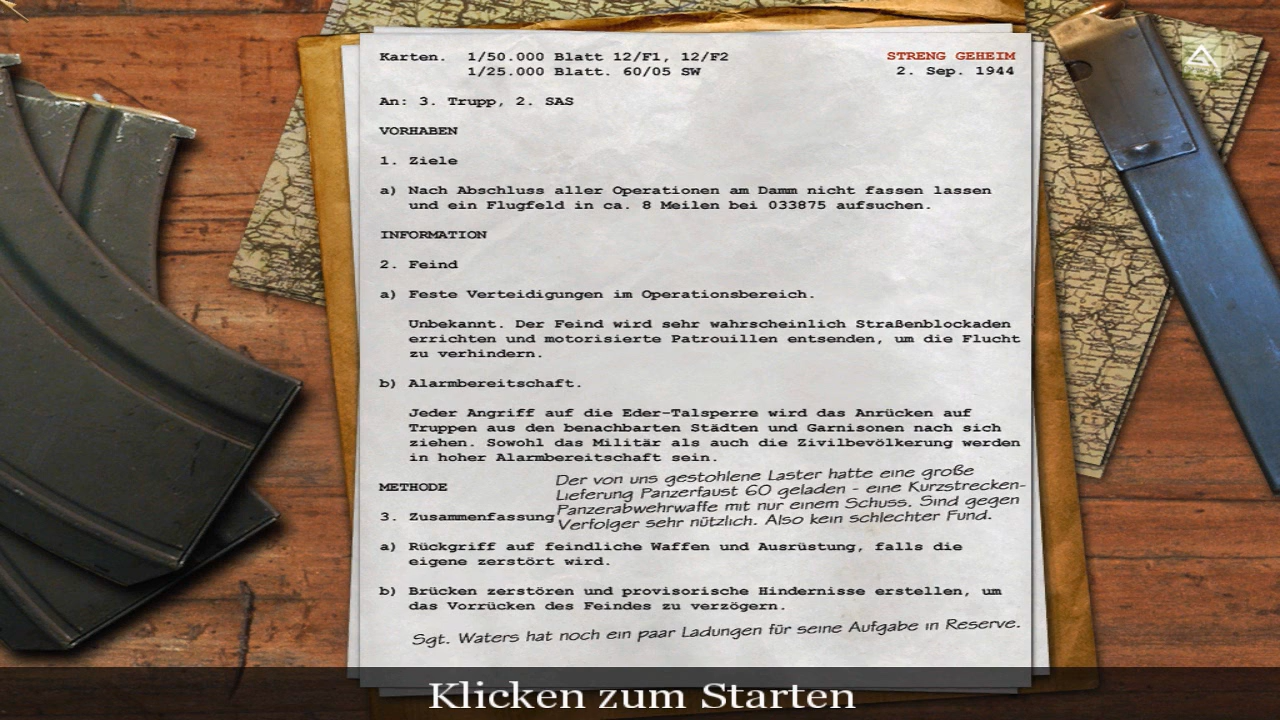 Karten. 1/50.000 Blatt 12/F1, 12/F2 STRENG GEHEIM
1/25.000 Blatt. 60/05 SW 2. Sep. 1944
An: 3. Trupp, 2. SAS
VORHABEN
1. Ziele
a) Nach Abschluss aller Operationen am Damm nicht fassen lassen
und ein Flugfeld in ca. 8 Meilen bei 033875 aufsuchen.
INFORMATION
2. Feind
a) Feste Verteidigungen im Operationsbereich.
Unbekannt. Der Feind wird sehr wahrscheinlich Straßenblockaden
errichten und motorisierte Patrouillen entsenden, um die Flucht
zu verhindern.
b) Alarmbereitschaft.
Jeder Angriff auf die Eder-Talsperre wird das Anrücken auf
Truppen aus den benachbarten Städten und Garnisonen nach sich
ziehen. Sowohl das Militär als auch die Zivilbevölkerung werden
in hoher Alarmbereitschaft sein.
METHODE
Der von uns gestohlene Laster hatte eine große
Lieferung Panzerfaust 60 geladen - eine Kurzstrecken-
Panzerabwehrwaffe mit nur einem Schuss. Sind gegen
Verfolger sehr nützlich. Also kein schlechter Fund.
3. Zusammenfassung
a) Rückgriff auf feindliche Waffen und Ausrüstung, falls die
eigene zerstört wird.
b) Brücken zerstören und provisorische Hindernisse erstellen, um
das Vorrücken des Feindes zu verzögern.
Sgt. Waters hat noch ein paar Ladungen für seine Aufgabe in Reserve.
Klicken zum Starten